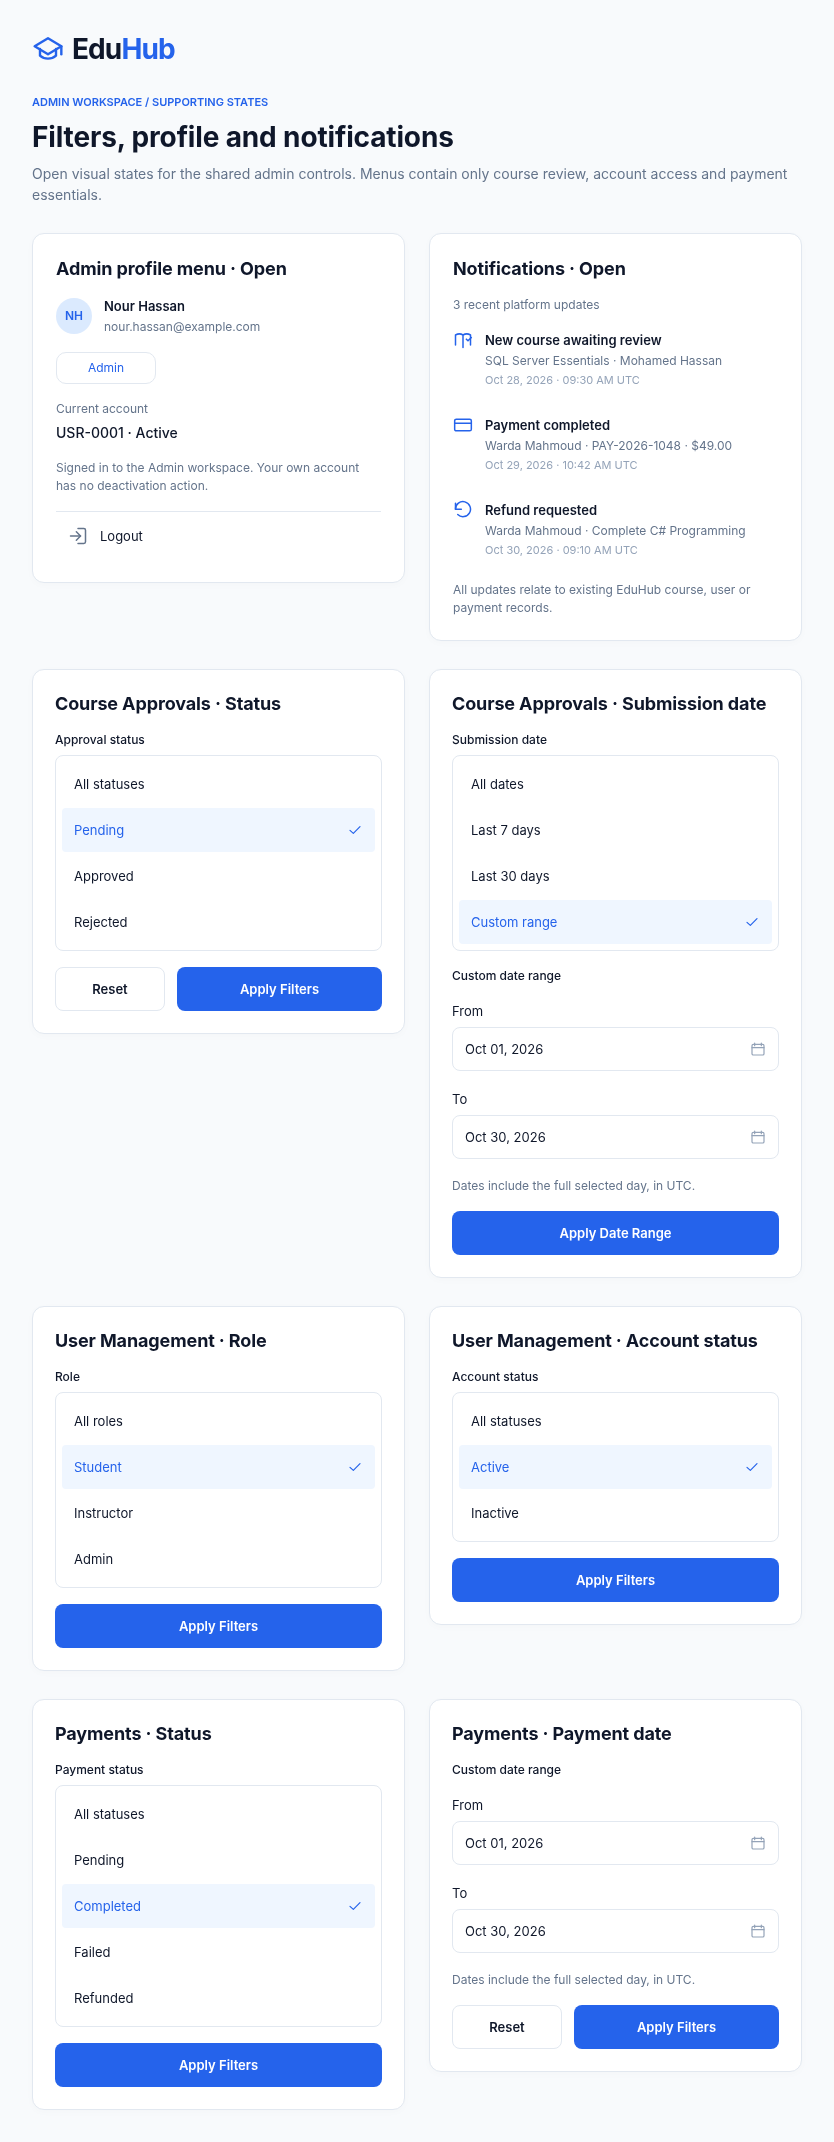 EduHub
ADMIN WORKSPACE / SUPPORTING STATES
Filters, profile and notifications
Open visual states for the shared admin controls. Menus contain only course review, account access and payment
essentials.
Admin profile menu · Open
NH
Nour Hassan
nour.hassan@example.com
Admin
Current account
USR-0001 · Active
Signed in to the Admin workspace. Your own account
has no deactivation action.
Logout
Notifications · Open
3 recent platform updates
New course awaiting review
SQL Server Essentials · Mohamed Hassan
Oct 28, 2026 · 09:30 AM UTC
Payment completed
Warda Mahmoud · PAY-2026-1048 · $49.00
Oct 29, 2026 · 10:42 AM UTC
Refund requested
Warda Mahmoud · Complete C# Programming
Oct 30, 2026 · 09:10 AM UTC
All updates relate to existing EduHub course, user or
payment records.
Course Approvals · Status
Approval status
All statuses
Pending
Approved
Rejected
Reset
Apply Filters
Course Approvals · Submission date
Submission date
All dates
Last 7 days
Last 30 days
Custom range
Custom date range
From
Oct 01, 2026
To
Oct 30, 2026
Dates include the full selected day, in UTC.
Apply Date Range
User Management · Role
Role
All roles
Student
Instructor
Admin
Apply Filters
User Management · Account status
Account status
All statuses
Active
Inactive
Apply Filters
Payments · Status
Payment status
All statuses
Pending
Completed
Failed
Refunded
Apply Filters
Payments · Payment date
Custom date range
From
Oct 01, 2026
To
Oct 30, 2026
Dates include the full selected day, in UTC.
Reset
Apply Filters